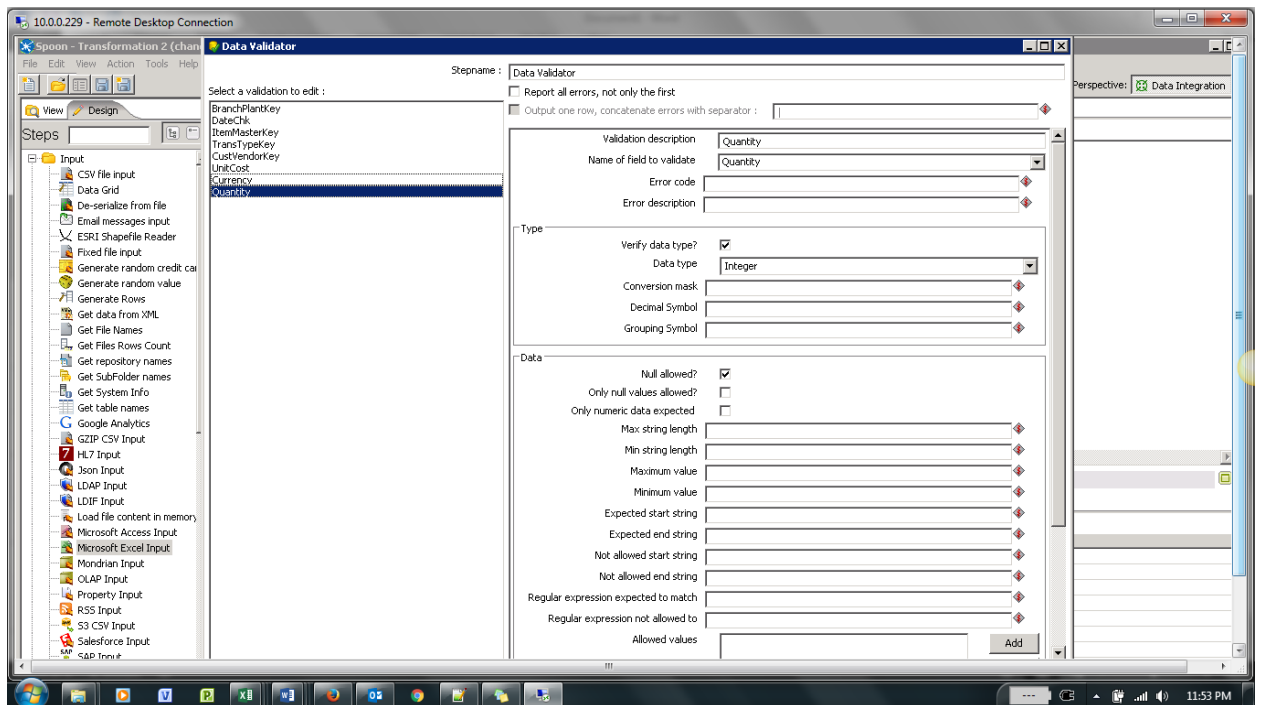 10.0.0.229 - Remote Desktop Connection
Spoon - Transformation 2 (chan
Data Validator
File Edit View Action Tools Help
Stepname :
Data Validator
Perspective:
Data Integration
Select a validation to edit :
Report all errors, not only the first
View
Design
BranchPlantKey
Output one row, concatenate errors with separator :
DateChk
ItemMasterKey
TransTypeKey
CustVendorKey
UnitCost
Currency
Quantity
Steps
Validation description
Quantity
Name of field to validate
Quantity
Error code
Error description
Input
CSV file input
Data Grid
De-serialize from file
Email messages input
ESRI Shapefile Reader
Fixed file input
Generate random credit car
Generate random value
Generate Rows
Get data from XML
Get File Names
Get Files Rows Count
Get repository names
Get SubFolder names
Get System Info
Get table names
Google Analytics
GZIP CSV Input
HL7 Input
Json Input
LDAP Input
LDIF Input
Load file content in memory
Microsoft Access Input
Microsoft Excel Input
Mondrian Input
OLAP Input
Property Input
RSS Input
S3 CSV Input
Salesforce Input
SAP Input
Type
Verify data type?
Data type
Integer
Conversion mask
Decimal Symbol
Grouping Symbol
Data
Null allowed?
Only null values allowed?
Only numeric data expected
Max string length
Min string length
Maximum value
Minimum value
Expected start string
Expected end string
Not allowed start string
Not allowed end string
Regular expression expected to match
Regular expression not allowed to
Allowed values
Add
11:53 PM